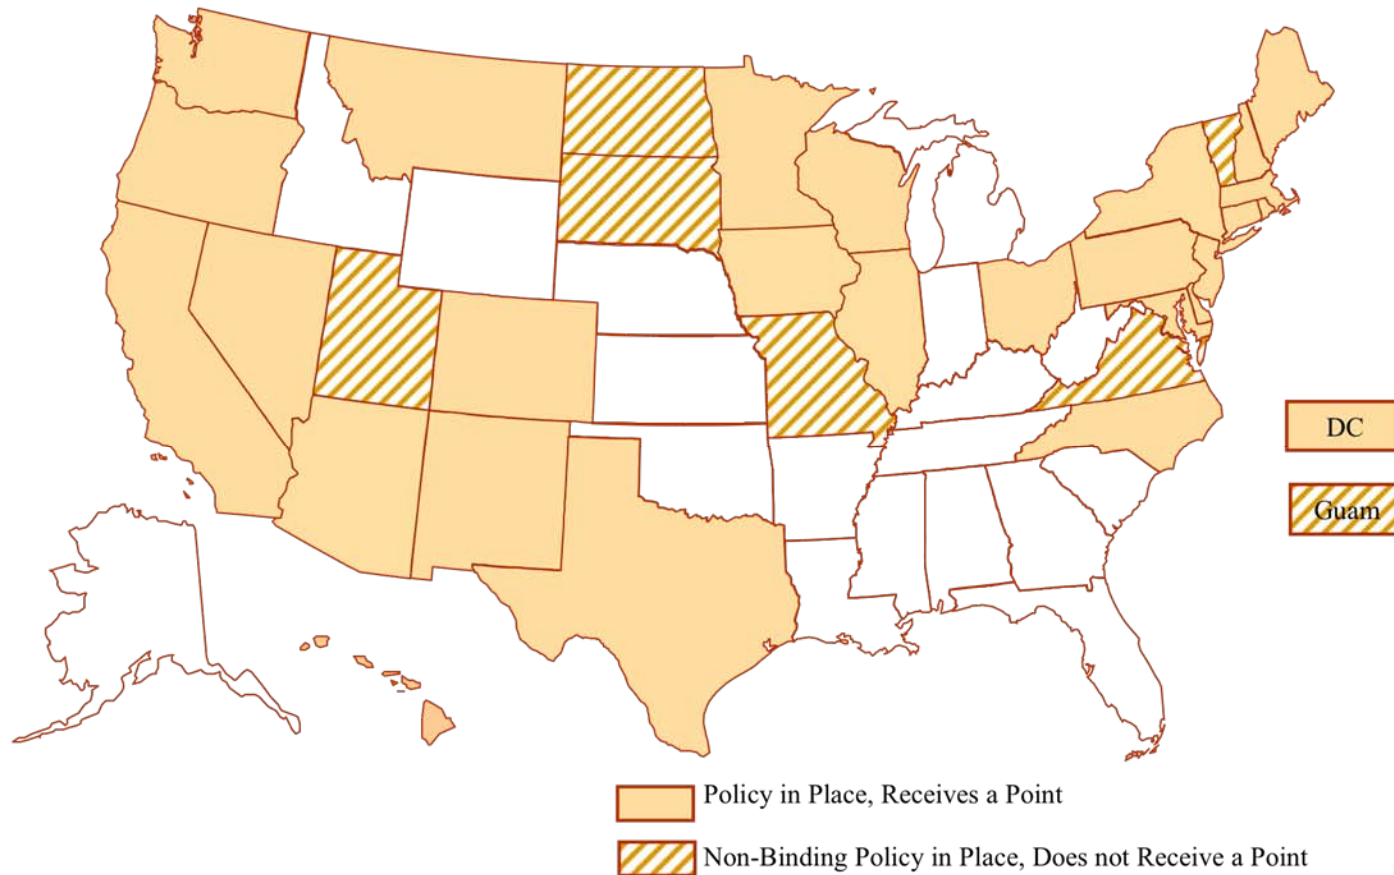 DC
Guam
Policy in Place, Receives a Point
Non-Binding Policy in Place, Does not Receive a Point